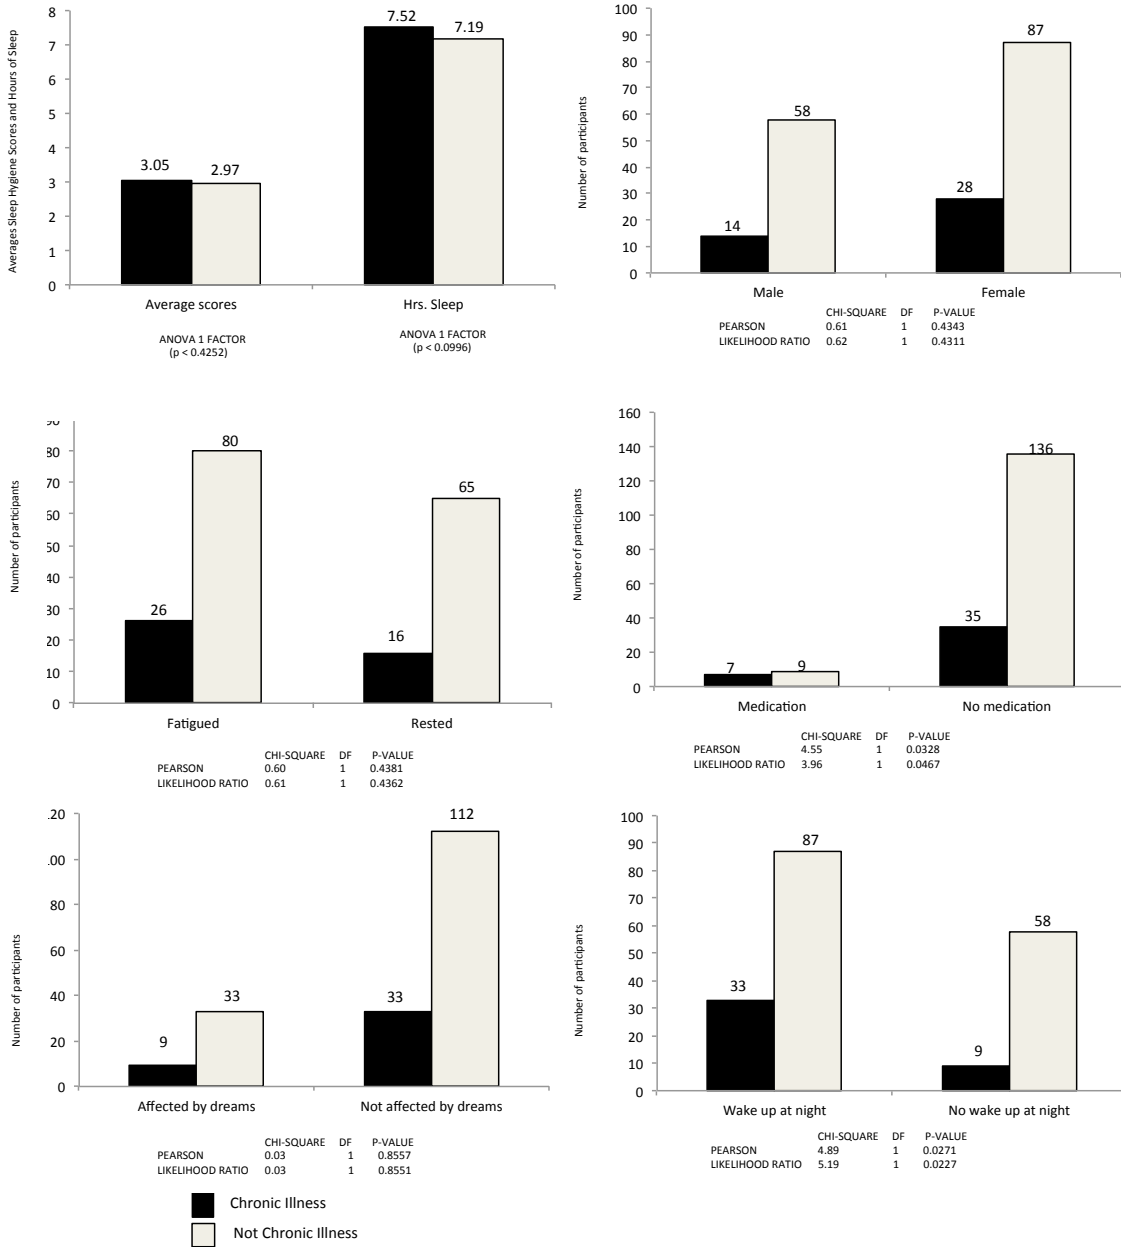 Averages Sleep Hygiene Scores and Hours of Sleep
8
7
6
5
4
3
2
1
0
3.05
2.97
7.52
7.19
Average scores
Hrs. Sleep
ANOVA 1 FACTOR
(p < 0.4252)
ANOVA 1 FACTOR
(p < 0.0996)
Number of participants
100
90
80
70
60
50
40
30
20
10
0
14
58
28
87
Male
Female
CHI-SQUARE DF P-VALUE
PEARSON 0.61 1 0.4343
LIKELIHOOD RATIO 0.62 1 0.4311
Number of participants
80
70
60
50
40
30
20
10
0
26
80
16
65
Fatigued
Rested
CHI-SQUARE DF P-VALUE
PEARSON 0.60 1 0.4381
LIKELIHOOD RATIO 0.61 1 0.4362
Number of participants
160
140
120
100
80
60
40
20
0
7
9
35
136
Medication
No medication
CHI-SQUARE DF P-VALUE
PEARSON 4.55 1 0.0328
LIKELIHOOD RATIO 3.96 1 0.0467
Number of participants
20
00
80
60
40
20
0
9
33
33
112
Affected by dreams
Not affected by dreams
CHI-SQUARE DF P-VALUE
PEARSON 0.03 1 0.8557
LIKELIHOOD RATIO 0.03 1 0.8551
Number of participants
100
90
80
70
60
50
40
30
20
10
0
33
87
9
58
Wake up at night
No wake up at night
CHI-SQUARE DF P-VALUE
PEARSON 4.89 1 0.0271
LIKELIHOOD RATIO 5.19 1 0.0227
Chronic Illness
Not Chronic Illness